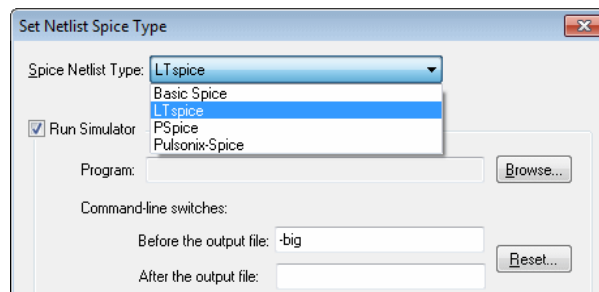 Set Netlist Spice Type
Spice Netlist Type: LTspice
Basic Spice
LTspice
PSpice
Pulsonix-Spice
Run Simulator
Program:
Browse...
Command-line switches:
Before the output file: -big
Reset...
After the output file: